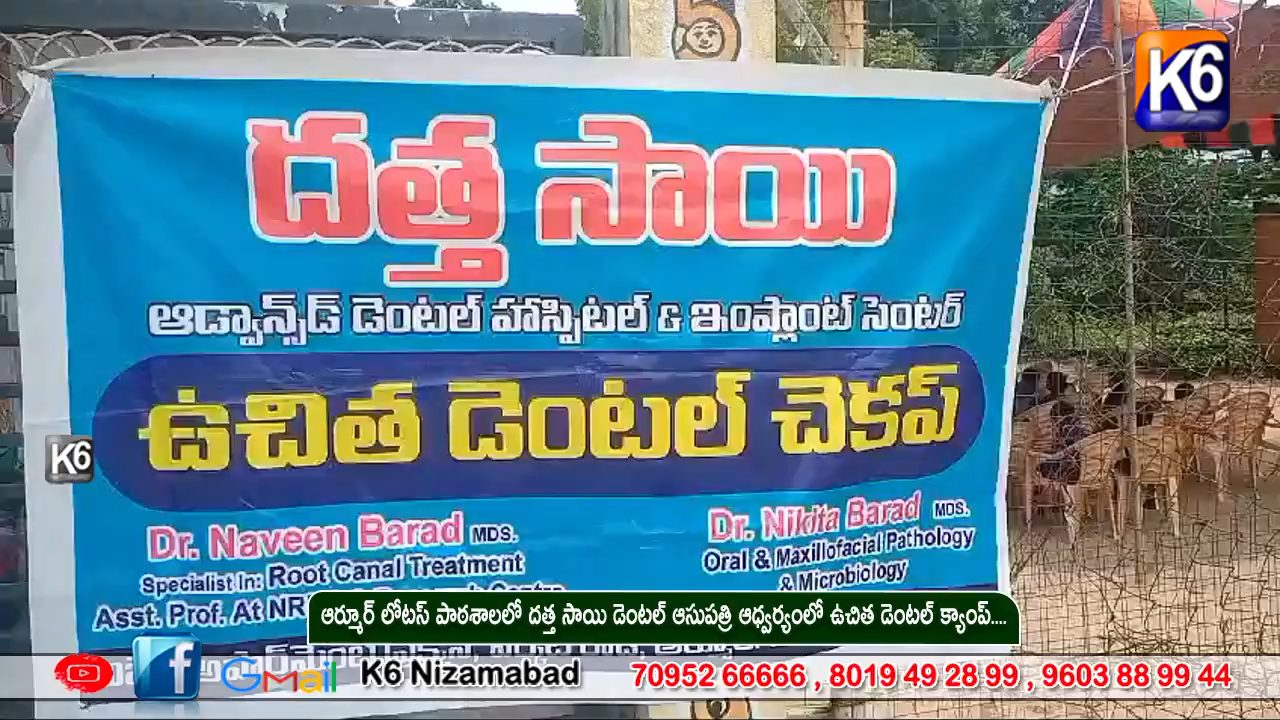 5
K6
దత్త సాయి
ఆడ్వాన్స్‌డ్ డెంటల్ హాస్పిటల్ & ఇంప్లాంట్ సెంటర్
ఉచిత డెంటల్ చెకప్
K6
Dr. Naveen Barad MDS.
Specialist In: Root Canal Treatment
Asst. Prof. At NR
Dr. Nikita Barad MDS.
Oral & Maxillofacial Pathology
& Microbiology
ఆర్మూర్ లోటస్ పాఠశాలలో దత్త సాయి డెంటల్ ఆసుపత్రి ఆధ్వర్యంలో ఉచిత డెంటల్ క్యాంప్....
f Gmail K6 Nizamabad 70952 66666 , 8019 49 28 99 , 9603 88 99 44